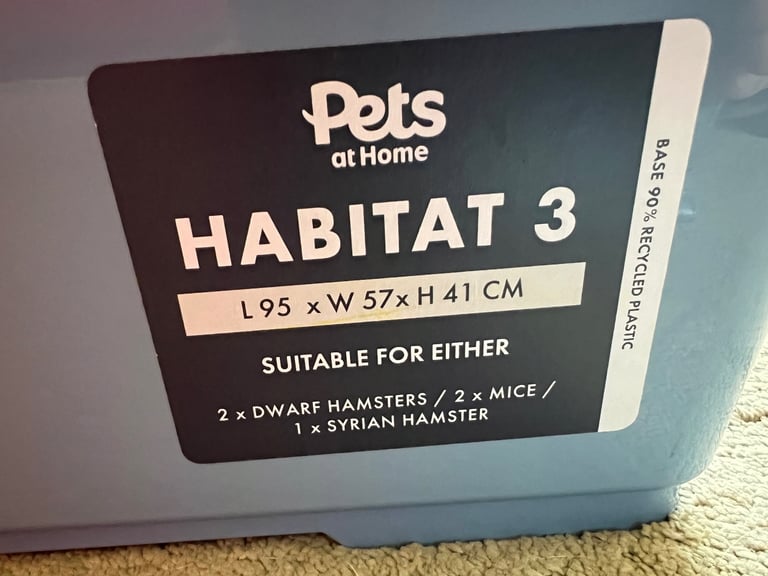 Pets
at Home
HABITAT 3
L 95 x W 57x H 41 CM
SUITABLE FOR EITHER
2 x DWARF HAMSTERS / 2 x MICE /
1 x SYRIAN HAMSTER
BASE 90% RECYCLED PLASTIC